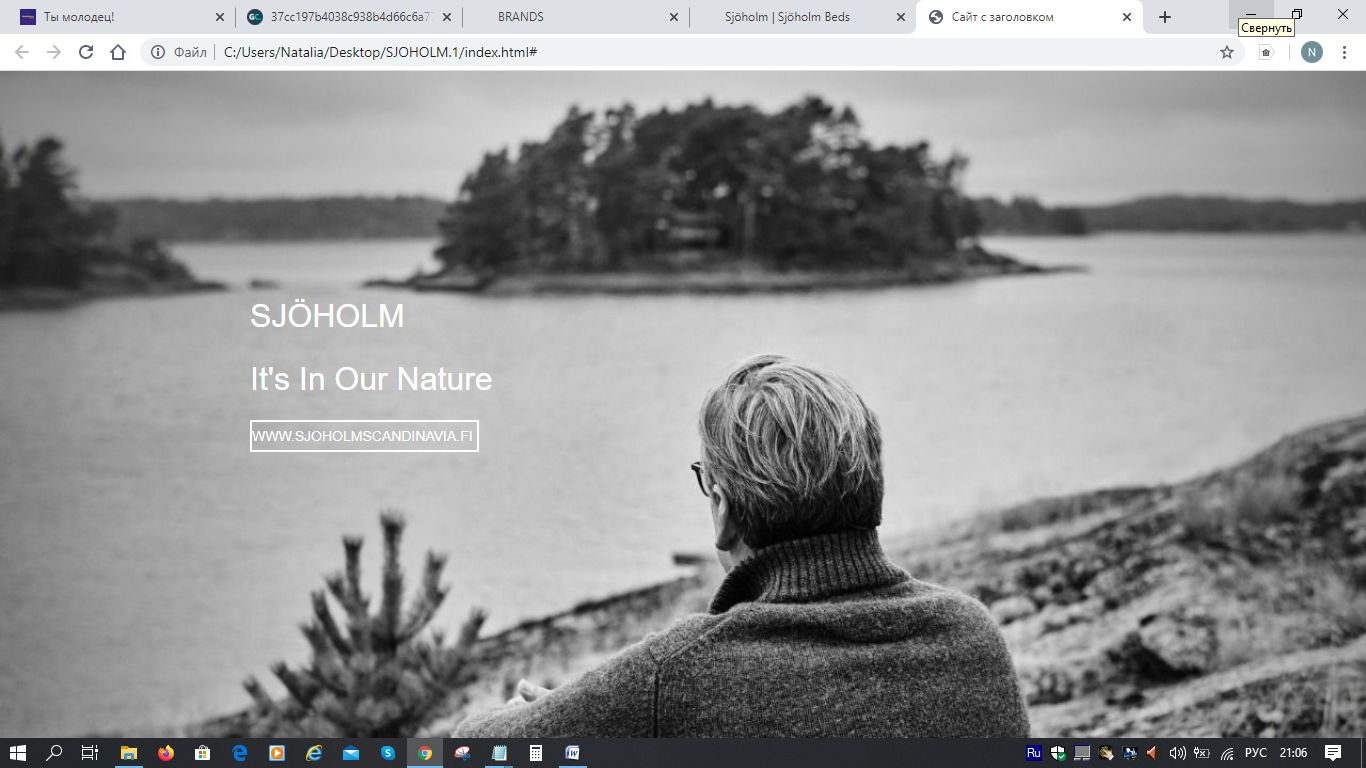 Ты молодец!
37cc197b4038c938b4d66c6a7
BRANDS
Sjöholm | Sjöholm Beds
Сайт с заголовком
Свернуть
Файл
C:/Users/Natalia/Desktop/SJOHOLM.1/index.html#
N
SJÖHOLM
It's In Our Nature
WWW.SJOHOLMSCANDINAVIA.FI
Ru
РУС
21:06